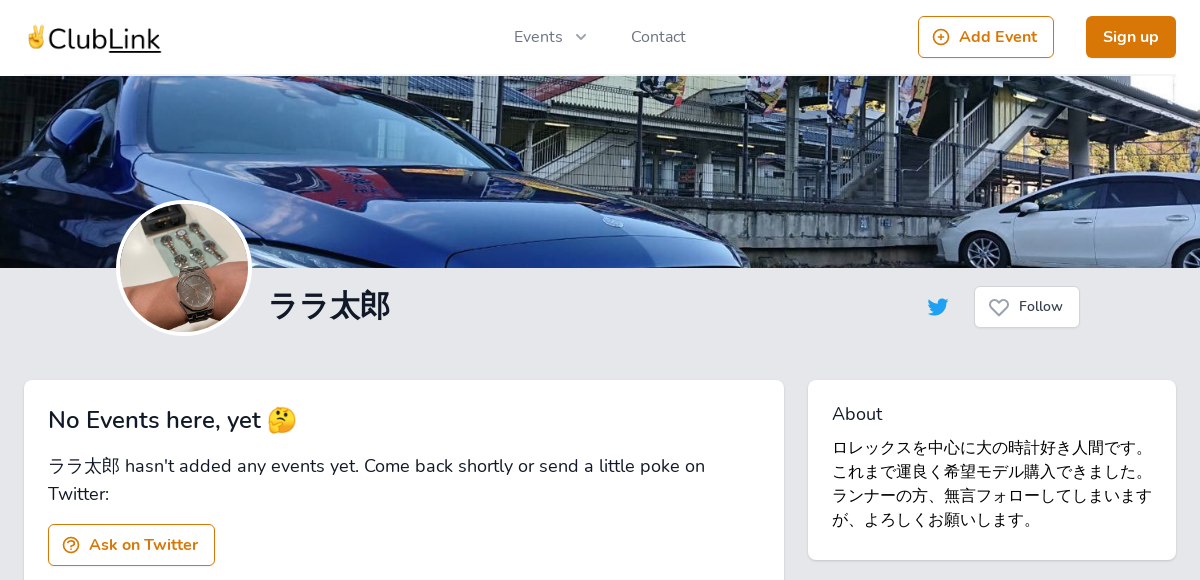 ✌️ClubLink
Events
Contact
Add Event
Sign up
ララ太郎
Follow
No Events here, yet 🤔
ララ太郎 hasn't added any events yet. Come back shortly or send a little poke on
Twitter:
Ask on Twitter
About
ロレックスを中心に大の時計好き人間です。
これまで運良く希望モデル購入できました。
ランナーの方、無言フォローしてしまいます
が、よろしくお願いします。